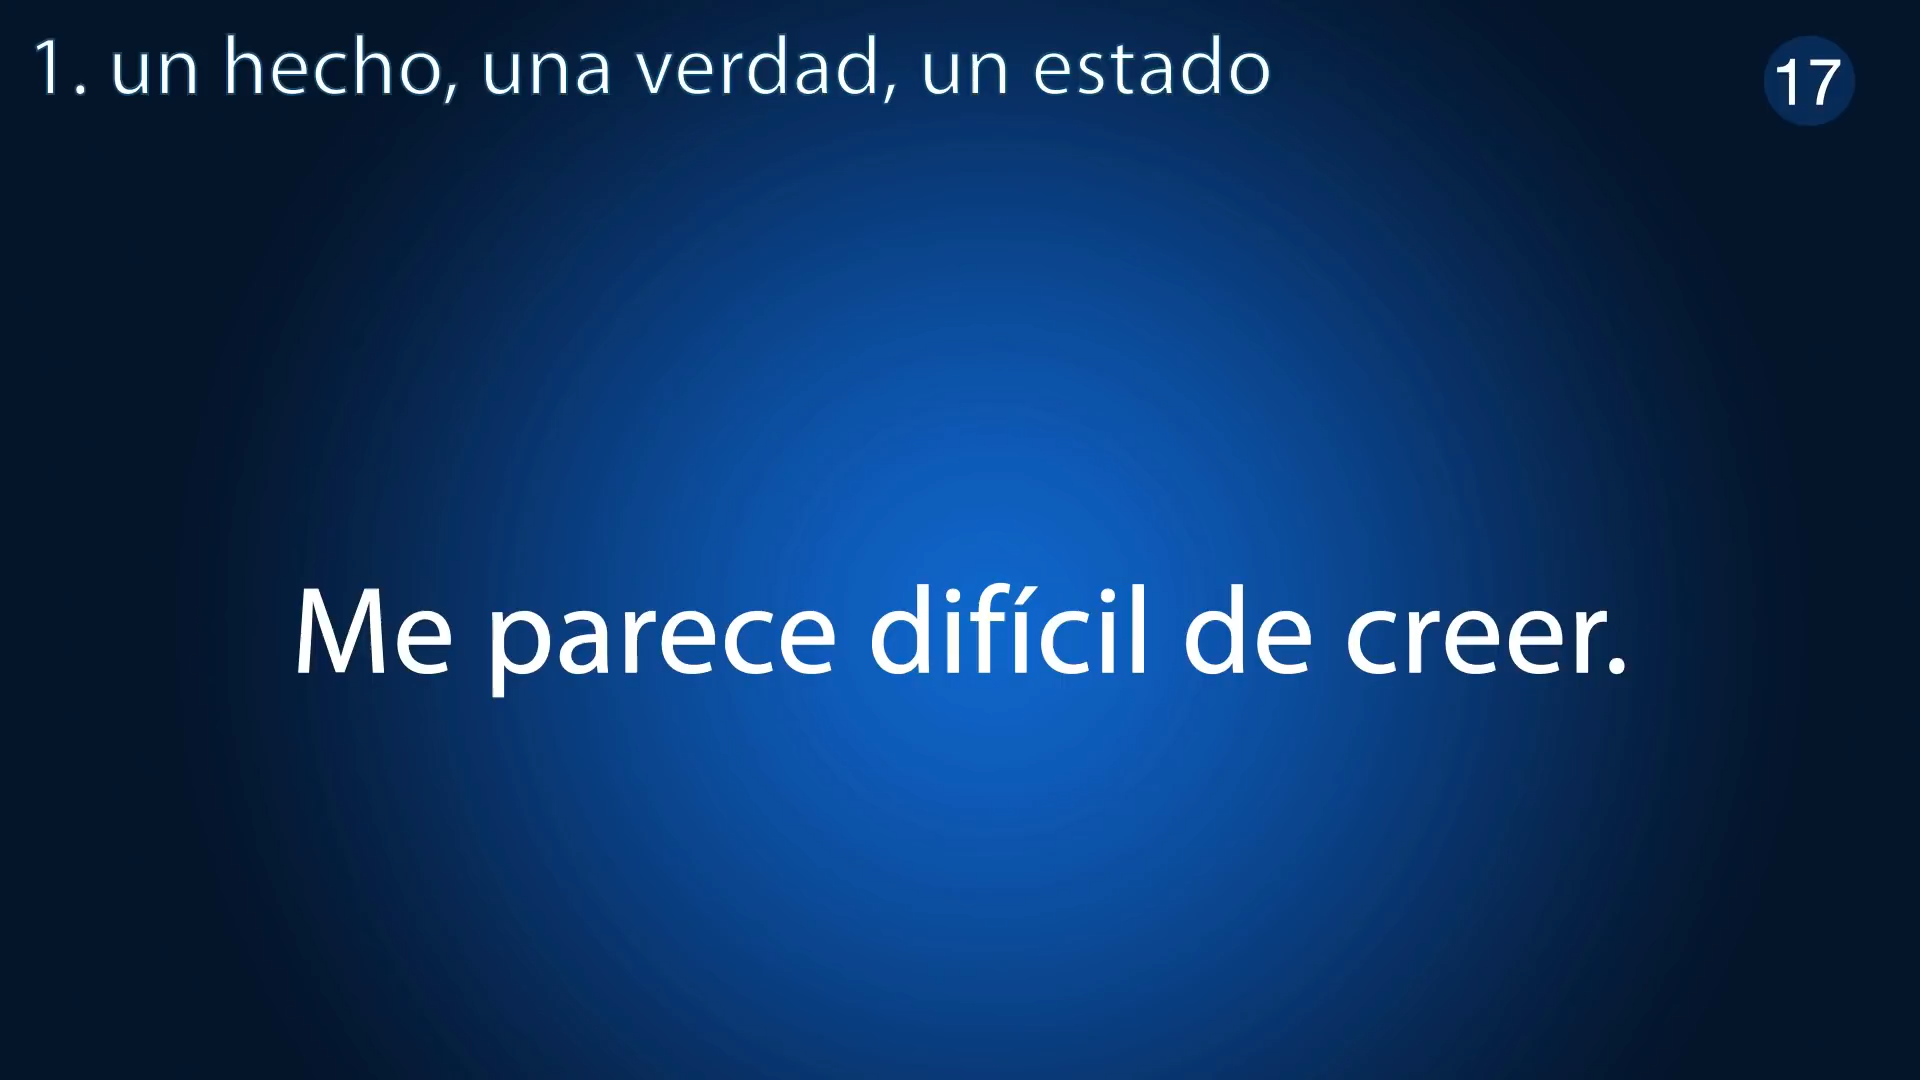 1. un hecho, una verdad, un estado
17
Me parece difícil de creer.